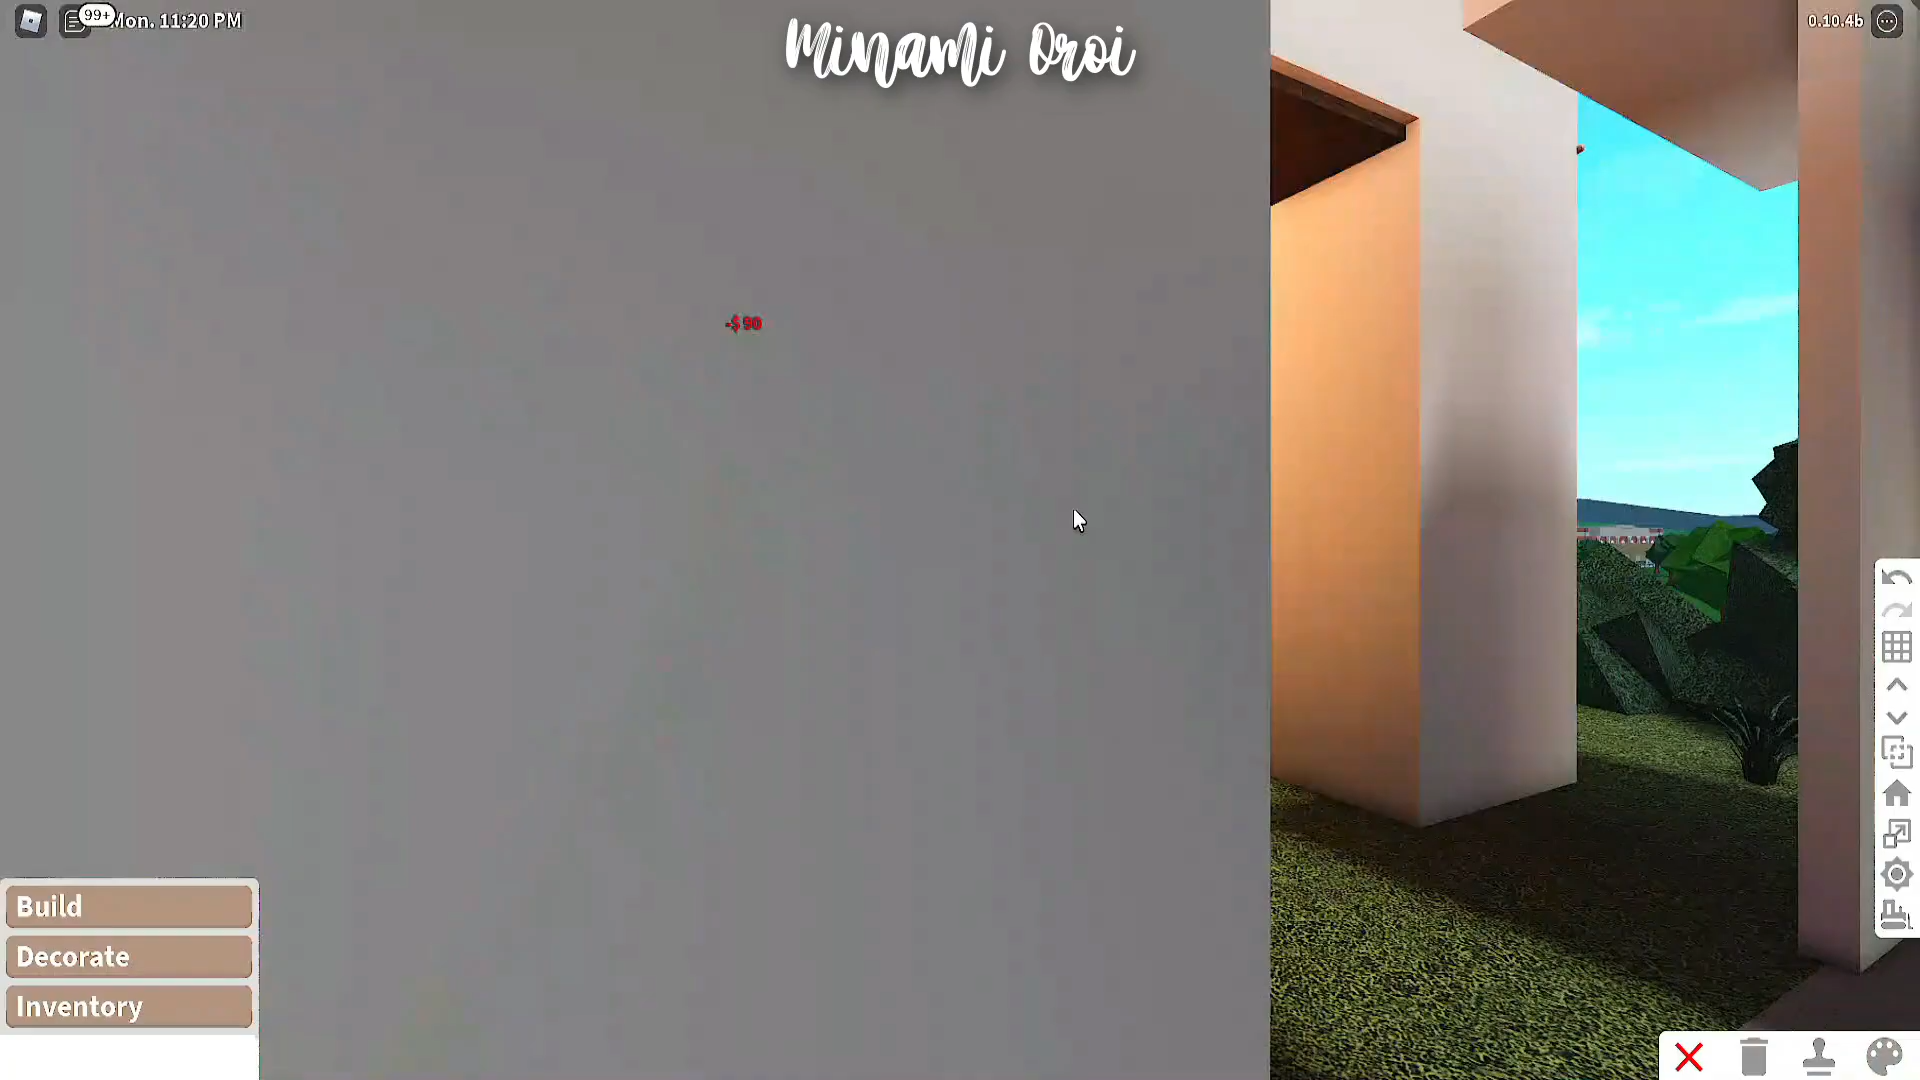 99+
Mon. 11:20 PM
Minami Oroi
0.10.4b
-$ 90
Build
Decorate
Inventory